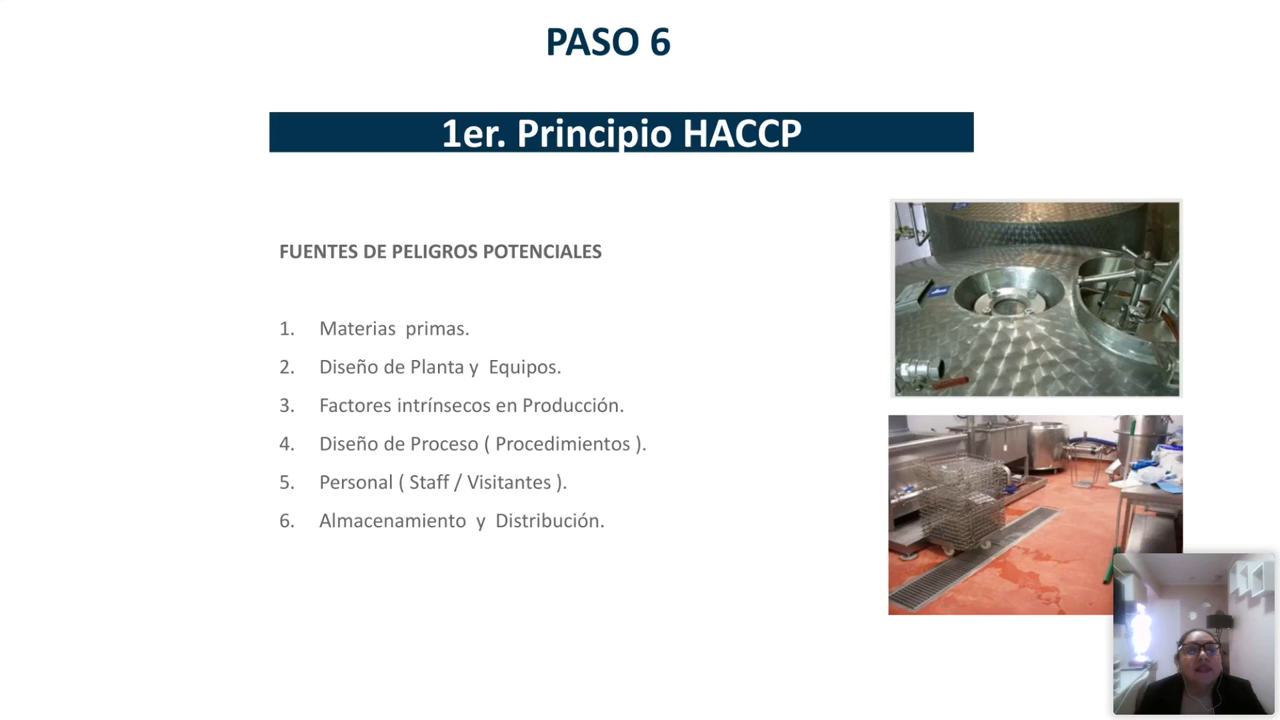 PASO 6
1er. Principio HACCP
FUENTES DE PELIGROS POTENCIALES
1. Materias primas.
2. Diseño de Planta y Equipos.
3. Factores intrínsecos en Producción.
4. Diseño de Proceso ( Procedimientos ).
5. Personal ( Staff / Visitantes ).
6. Almacenamiento y Distribución.